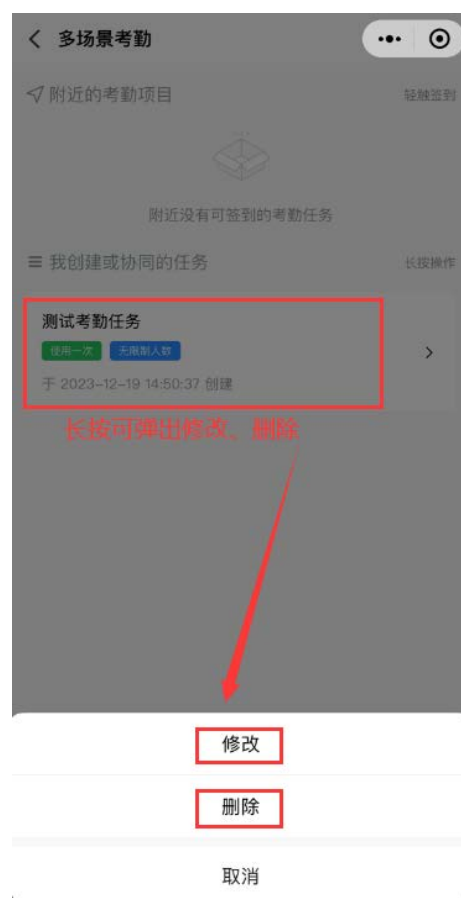 多场景考勤
附近的考勤项目 轻触签到
附近没有可签到的考勤任务
我创建或协同的任务 长按操作
测试考勤任务
使用一次 无限制人数
于 2023-12-19 14:50:37 创建
长按可弹出修改、删除
修改
删除
取消